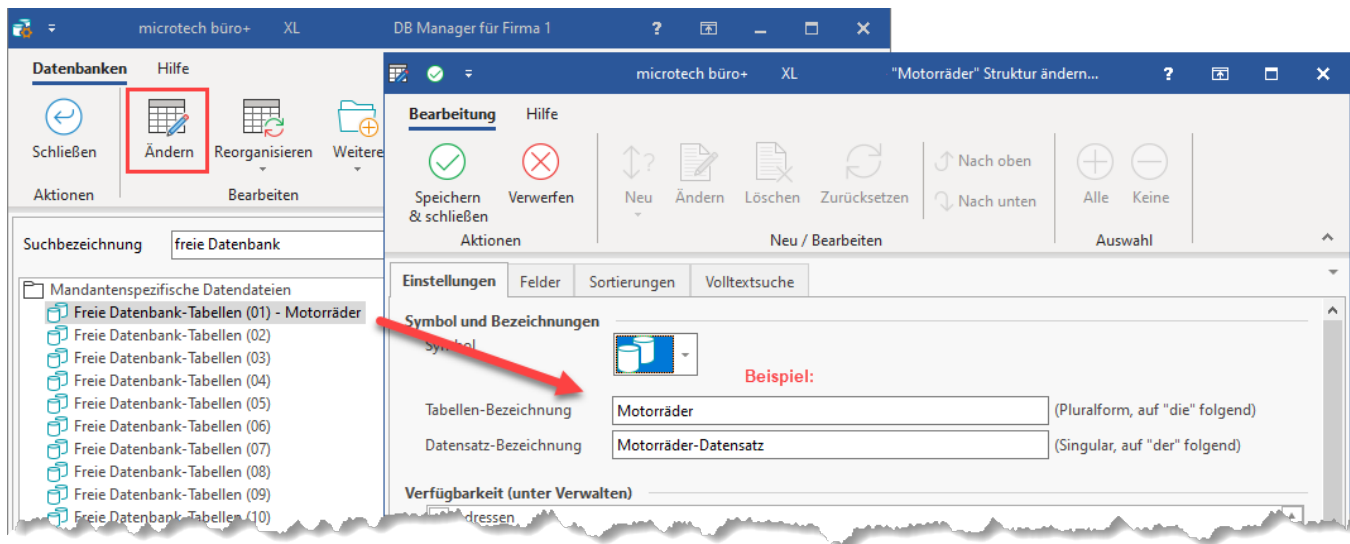 microtech büro+ XL DB Manager für Firma 1 ?
Datenbanken Hilfe
Schließen Ändern Reorganisieren Weitere
Aktionen Bearbeiten
Suchbezeichnung freie Datenbank
Mandantenspezifische Datendateien
Freie Datenbank-Tabellen (01) - Motorräder
Freie Datenbank-Tabellen (02)
Freie Datenbank-Tabellen (03)
Freie Datenbank-Tabellen (04)
Freie Datenbank-Tabellen (05)
Freie Datenbank-Tabellen (06)
Freie Datenbank-Tabellen (07)
Freie Datenbank-Tabellen (08)
Freie Datenbank-Tabellen (09)
Freie Datenbank-Tabellen (10)
microtech büro+ XL "Motorräder" Struktur ändern... ?
Bearbeitung Hilfe
Speichern & schließen Verwerfen Neu Ändern Löschen Zurücksetzen Nach oben Nach unten Alle Keine
Aktionen Neu / Bearbeiten Auswahl
Einstellungen Felder Sortierungen Volltextsuche
Symbol und Bezeichnungen
Symbol
Beispiel:
Tabellen-Bezeichnung Motorräder (Pluralform, auf "die" folgend)
Datensatz-Bezeichnung Motorräder-Datensatz (Singular, auf "der" folgend)
Verfügbarkeit (unter Verwalten)